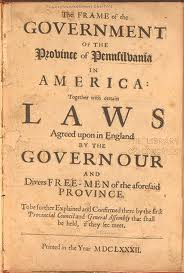 The FRAME of the
GOVERNMENT
OF THE
Province of Pennsilvania
IN
AMERICA:
Together with certain
LAWS
Agreed upon in England
BY THE
GOVERNOUR
AND
Divers FREE-MEN of the aforesaid
PROVINCE.
To be further Explained and Confirmed there by the first
Provincial Council and General Assembly that shall
be held, if they see meet.
Printed in the Year MDCLXXXII.